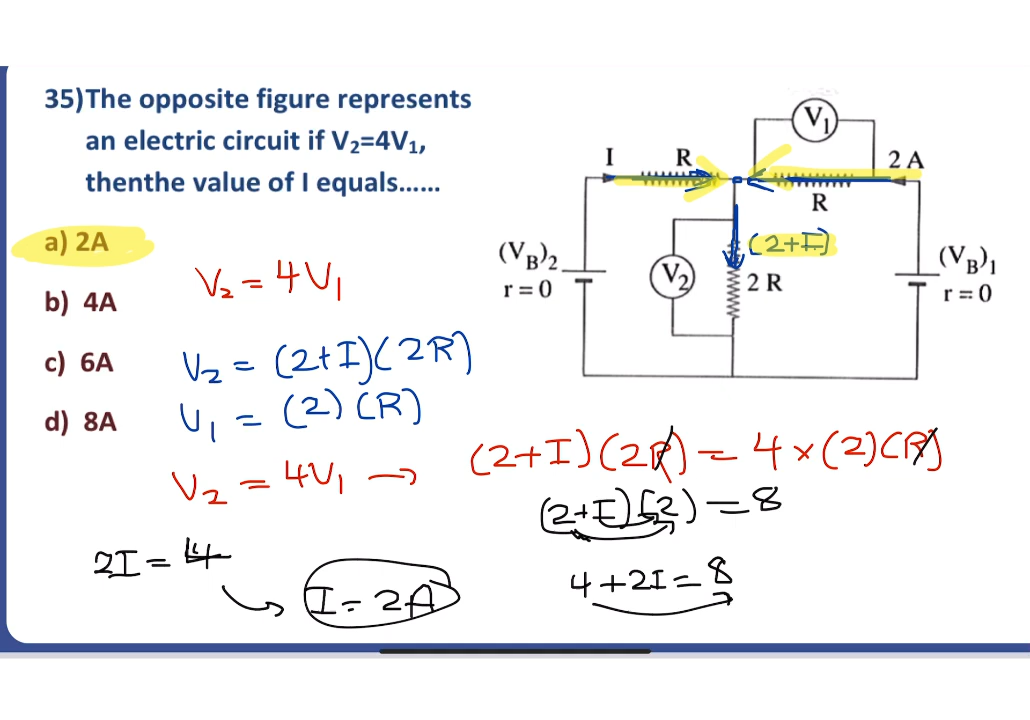 35)The opposite figure represents
an electric circuit if V₂=4V₁,
thenthe value of I equals......
a) 2A
b) 4A
c) 6A
d) 8A
V₂ = 4V₁
V₂ = (2+I)(2R)
V₁ = (2)(R)
V₂ = 4V₁ →
(2+I)(2R) = 4×(2)(R)
(2+I)(2) = 8
4+2I=8
2I=4
I=2A
V₁
I
R
2 A
R
(2+I)
(V_B)₂
r = 0
V₂
2 R
(V_B)₁
r = 0